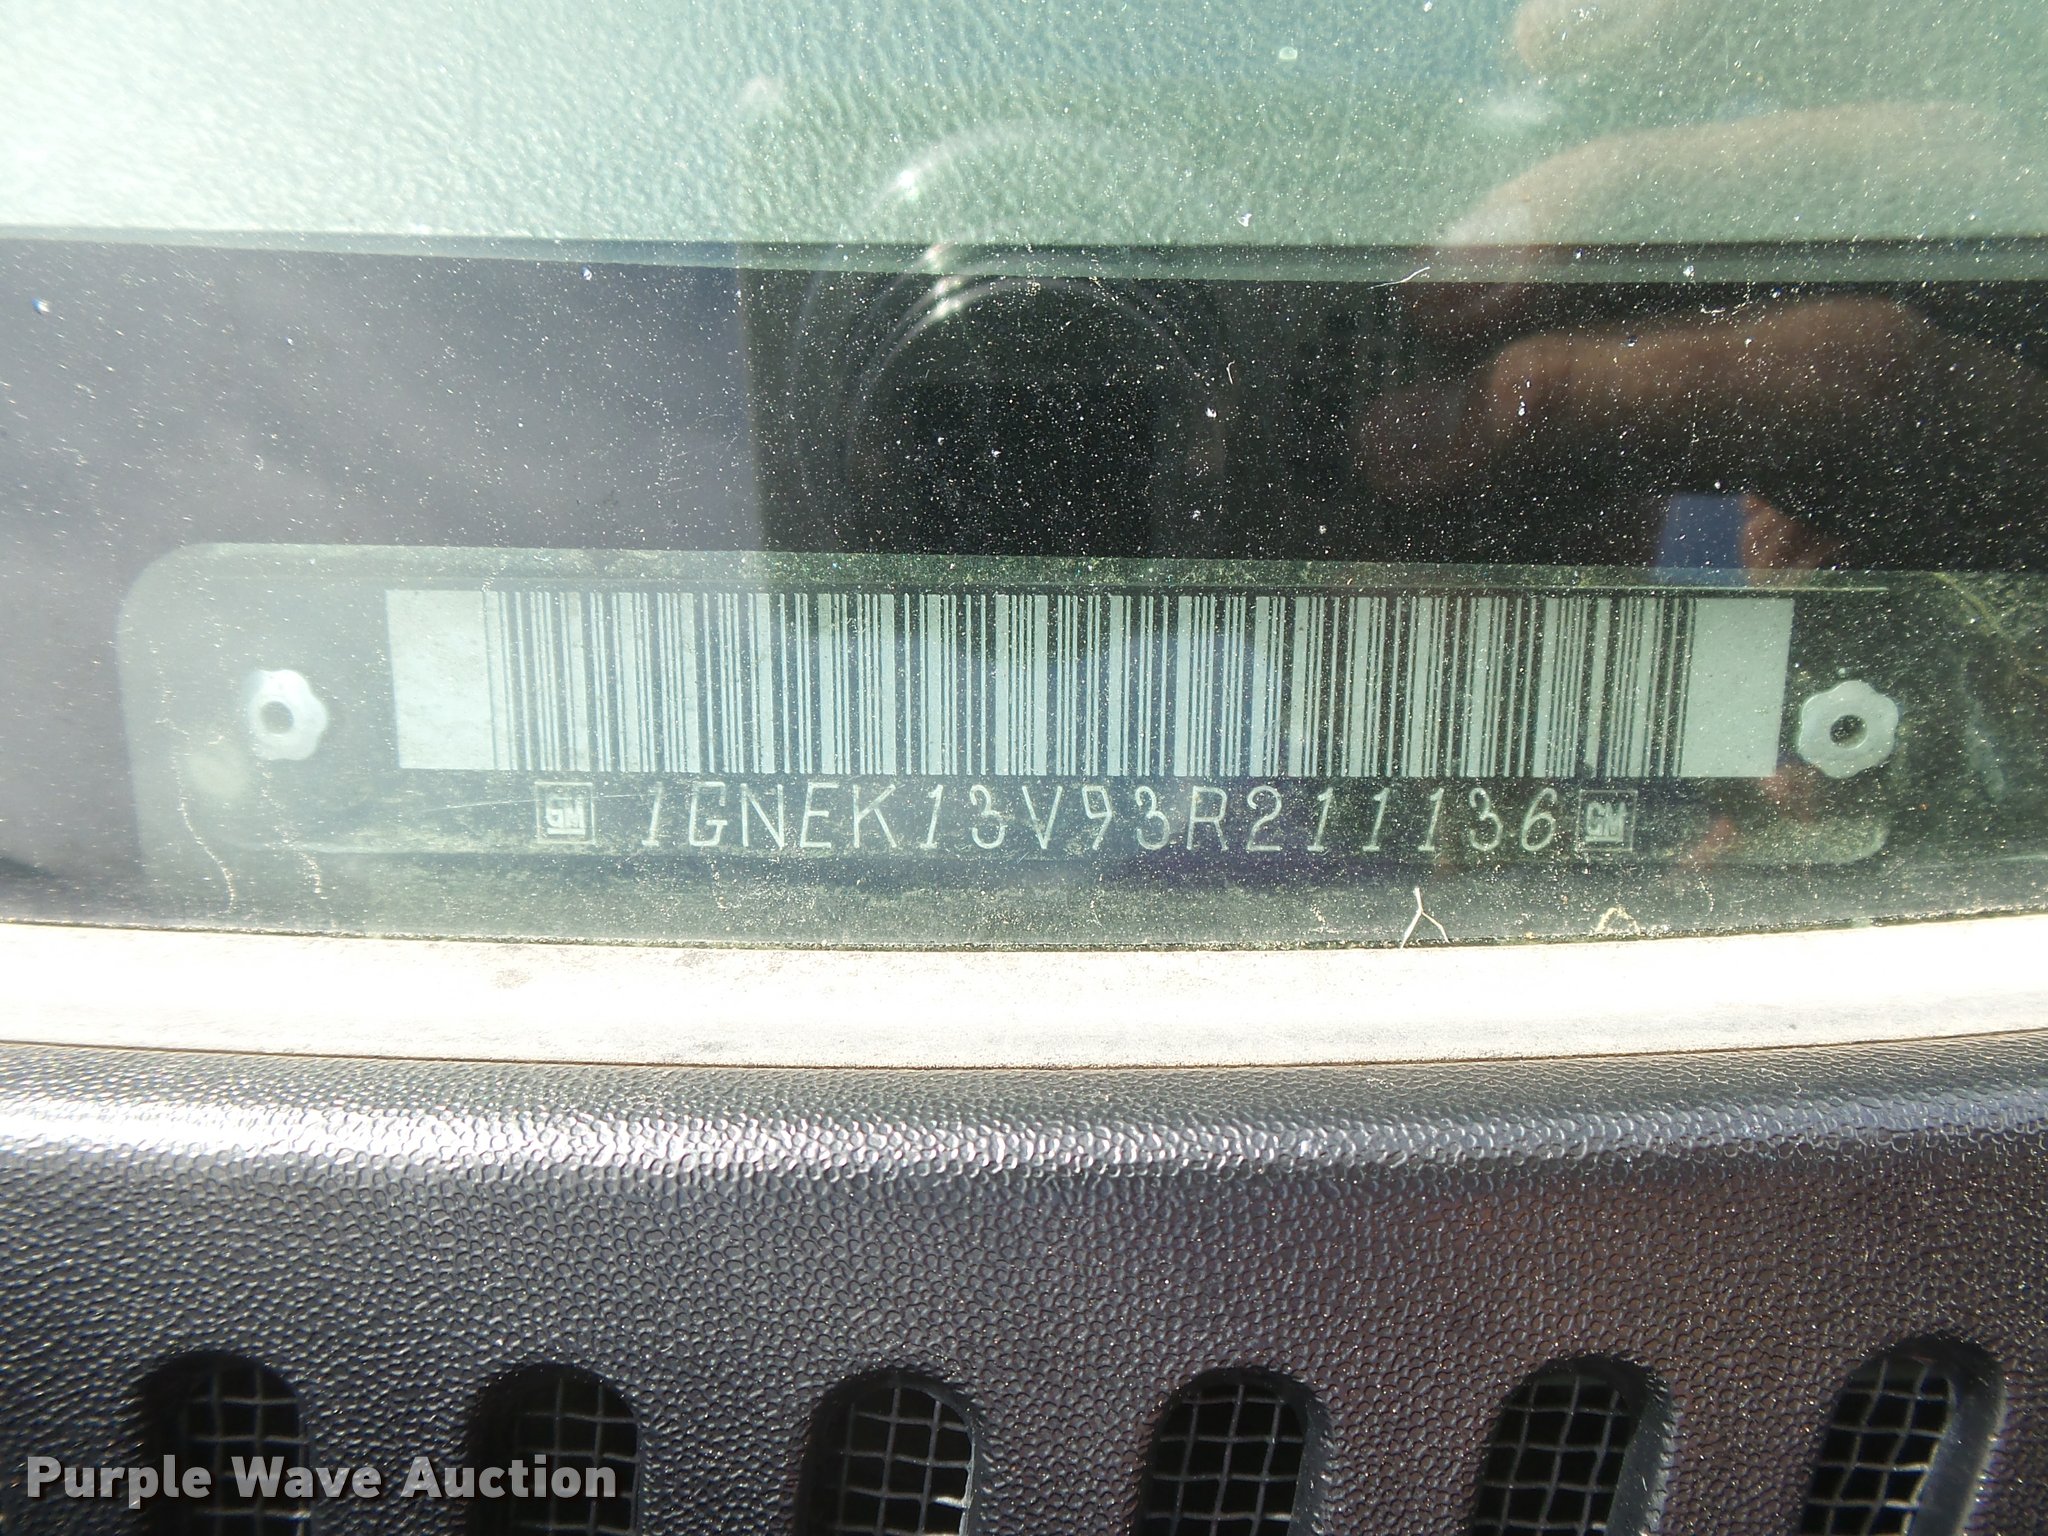 GM 1GNEK13V93R211136 GM
Purple Wave Auction